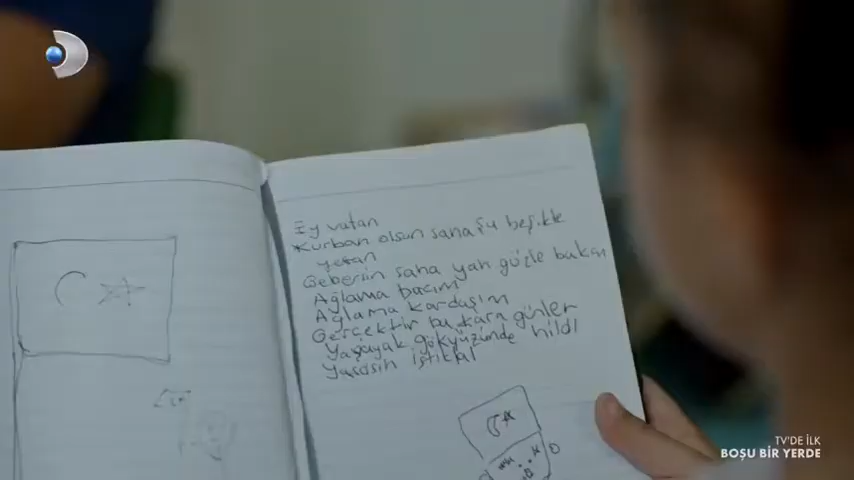 Ey vatan
Kurban olsun sana şu beşikte
yatan
Gebersin sana yan gözle bakan
Ağlama bacım
Ağlama kardaşım
Gerçektir bu kara günler
Yaşayak gökyüzünde hildl
Yaşasın istiklal
TV'DE İLK
BOŞU BİR YERDE